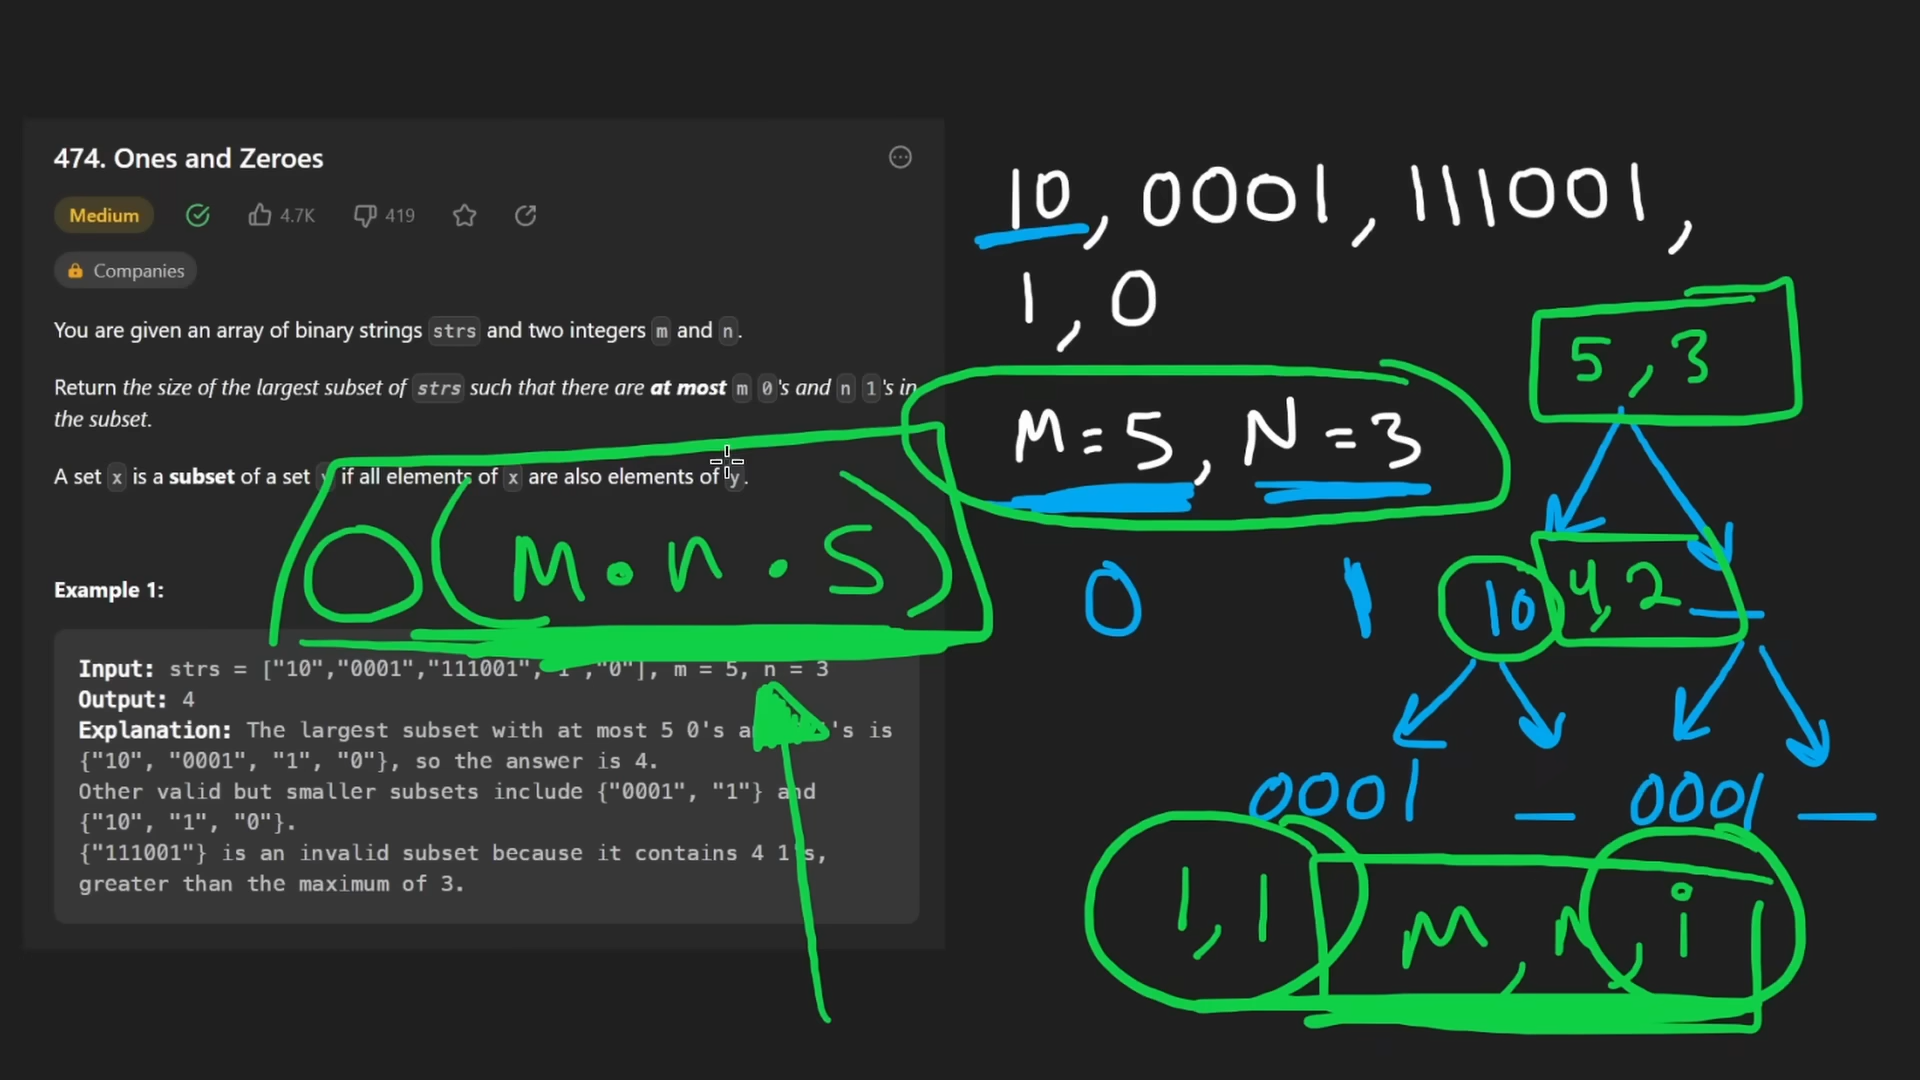 474. Ones and Zeroes
Medium 4.7K 419
Companies
You are given an array of binary strings strs and two integers m and n.
Return the size of the largest subset of strs such that there are at most m 0's and n 1's in
the subset.
A set x is a subset of a set if all elements of x are also elements of y.
O(M·n·S)
Example 1:
Input: strs = ["10","0001","111001", "0"], m = 5, n = 3
Output: 4
Explanation: The largest subset with at most 5 0's 's is
{"10", "0001", "1", "0"}, so the answer is 4.
Other valid but smaller subsets include {"0001", "1"} and
{"10", "1", "0"}.
{"111001"} is an invalid subset because it contains 4 1's,
greater than the maximum of 3.
10, 0001, 111001,
1, 0
M=5, N=3
5,3
0 1
10 4,2 _
0001 _ 0001 _
1,1 M, N, i